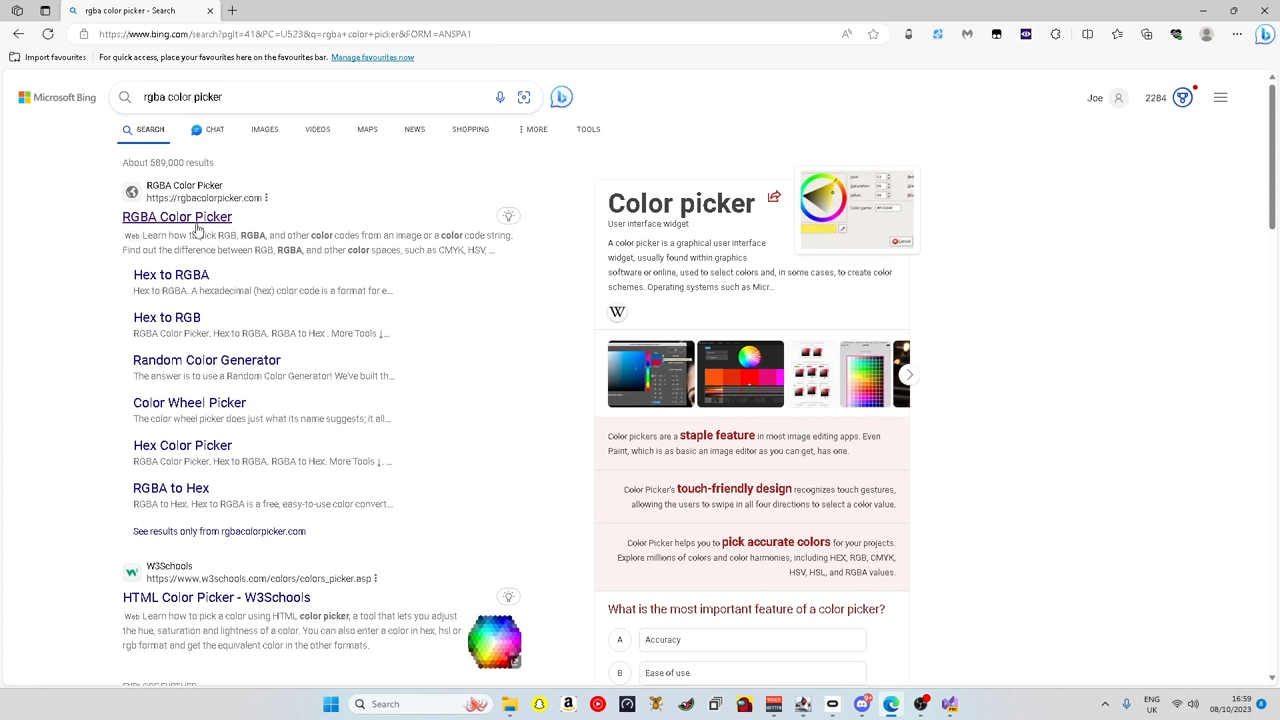 rgba color picker - Search
https://www.bing.com/search?pglt=41&PC=U523&q=rgba+color+picker&FORM=ANSPA1
Import favourites
For quick access, place your favourites here on the favourites bar. Manage favourites now
Microsoft Bing
rgba color picker
Joe
2284
SEARCH
CHAT
IMAGES
VIDEOS
MAPS
NEWS
SHOPPING
MORE
TOOLS
About 589,000 results
RGBA Color Picker
https://rgbacolorpicker.com
RGBA Color Picker
Web Learn how to pick RGB, RGBA, and other color codes from an image or a color code string.
Find out the difference between RGB, RGBA, and other color spaces, such as CMYK, HSV, ...
Hex to RGBA
Hex to RGBA. A hexadecimal (hex) color code is a format for e...
Hex to RGB
RGBA Color Picker. Hex to RGBA. RGBA to Hex . More Tools ↓...
Random Color Generator
The answer is to use a Random Color Generator! We've built th...
Color Wheel Picker
The color wheel picker does just what its name suggests; it all...
Hex Color Picker
RGBA Color Picker. Hex to RGBA. RGBA to Hex. More Tools ↓. ...
RGBA to Hex
RGBA to Hex. Hex to RGBA is a free, easy-to-use color convert...
See results only from rgbacolorpicker.com
W3Schools
https://www.w3schools.com/colors/colors_picker.asp
HTML Color Picker - W3Schools
Web Learn how to pick a color using HTML color picker, a tool that lets you adjust
the hue, saturation and lightness of a color. You can also enter a color in hex, hsl or
rgb format and get the equivalent color in the other formats.
EXPLORE FURTHER
Color picker
User interface widget
A color picker is a graphical user interface
widget, usually found within graphics
software or online, used to select colors and, in some cases, to create color
schemes. Operating systems such as Micr...
W
Color pickers are a staple feature in most image editing apps. Even
Paint, which is as basic an image editor as you can get, has one.
Color Picker's touch-friendly design recognizes touch gestures,
allowing the users to swipe in all four directions to select a color value.
Color Picker helps you to pick accurate colors for your projects.
Explore millions of colors and color harmonies, including HEX, RGB, CMYK,
HSV, HSL, and RGBA values.
What is the most important feature of a color picker?
A
Accuracy
B
Ease of use
Search
ENG
UK
16:59
08/10/2023